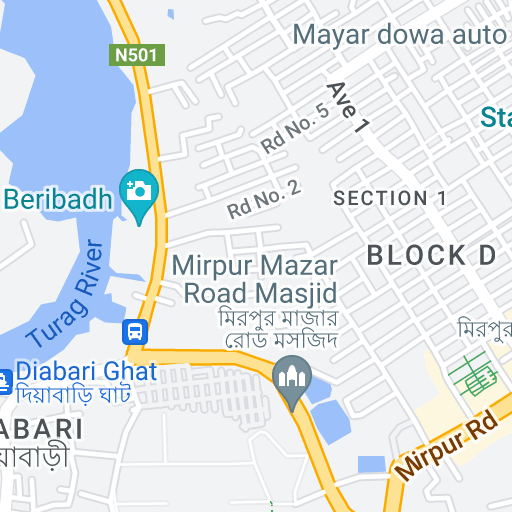 Mayar dowa auto
N501
Ave 1
Rd No. 5
Sta
Beribadh
Rd No. 2
SECTION 1
BLOCK D
Mirpur Mazar
Road Masjid
মিরপুর মাজার
রোড মসজিদ
Turag River
মিরপু
Diabari Ghat
দিয়াবাড়ি ঘাট
ABARI
য়াবাড়ী
Mirpur Rd